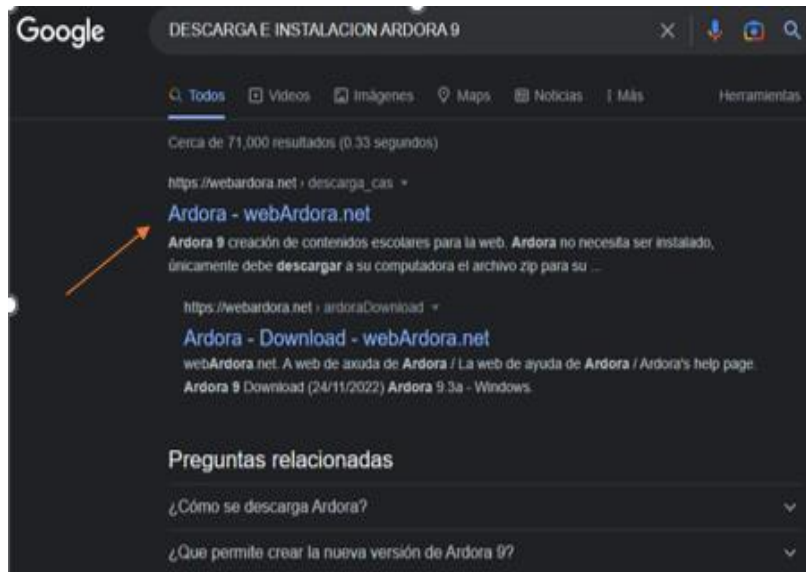 Google
DESCARGA E INSTALACION ARDORA 9
Todos Videos Imágenes Maps Noticias Más Herramientas
Cerca de 71,000 resultados (0.33 segundos)
https://webardora.net › descarga_cas
Ardora - webArdora.net
Ardora 9 creación de contenidos escolares para la web. Ardora no necesita ser instalado,
únicamente debe descargar a su computadora el archivo zip para su ...
https://webardora.net › ardoraDownload
Ardora - Download - webArdora.net
webArdora.net. A web de axuda de Ardora / La web de ayuda de Ardora / Ardora's help page.
Ardora 9 Download (24/11/2022) Ardora 9.3a - Windows.
Preguntas relacionadas
¿Cómo se descarga Ardora?
¿Que permite crear la nueva versión de Ardora 9?